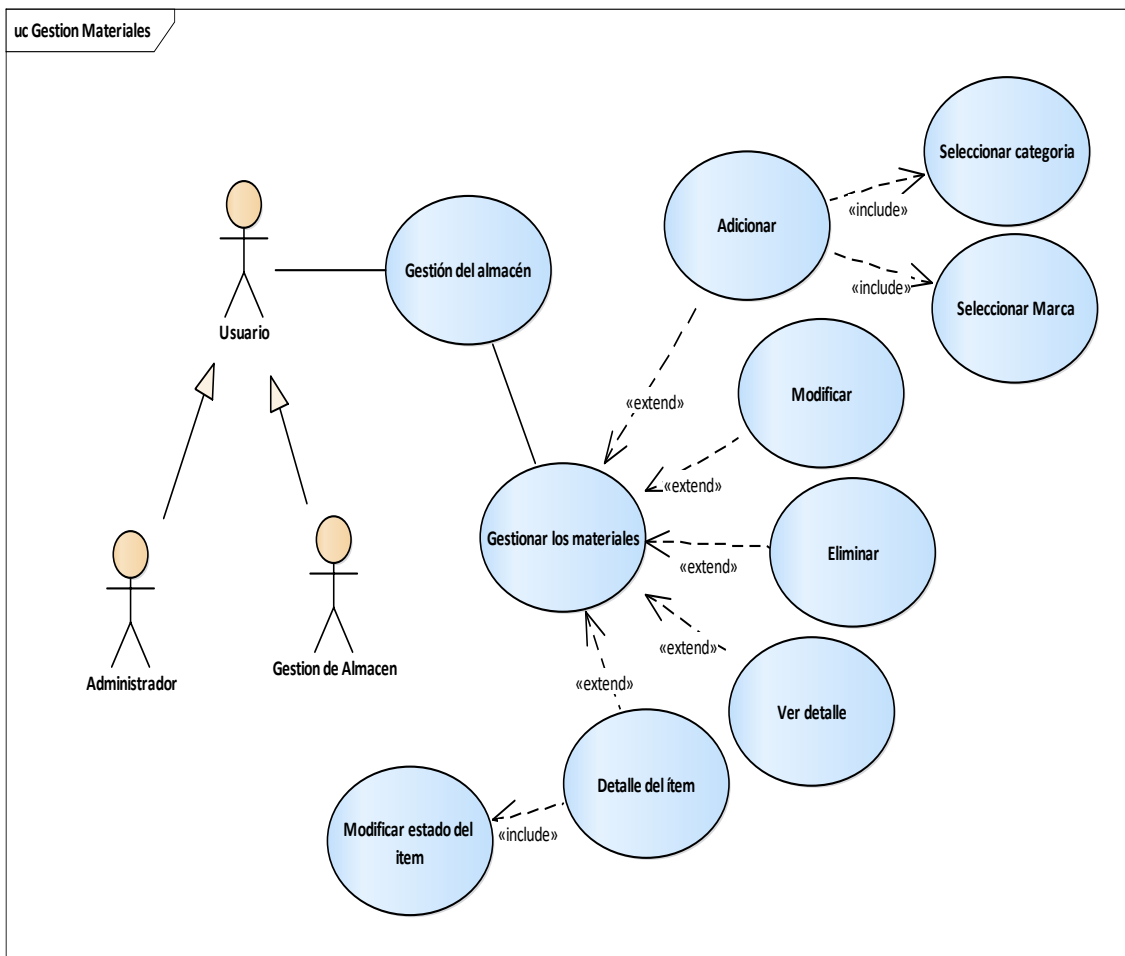 uc Gestion Materiales
Seleccionar categoria
Adicionar
«include»
Gestión del almacén
«include»
Seleccionar Marca
Usuario
Modificar
«extend»
«extend»
Gestionar los materiales
Eliminar
«extend»
«extend»
Gestion de Almacen
Administrador
«extend»
Ver detalle
Detalle del ítem
Modificar estado del
item
«include»